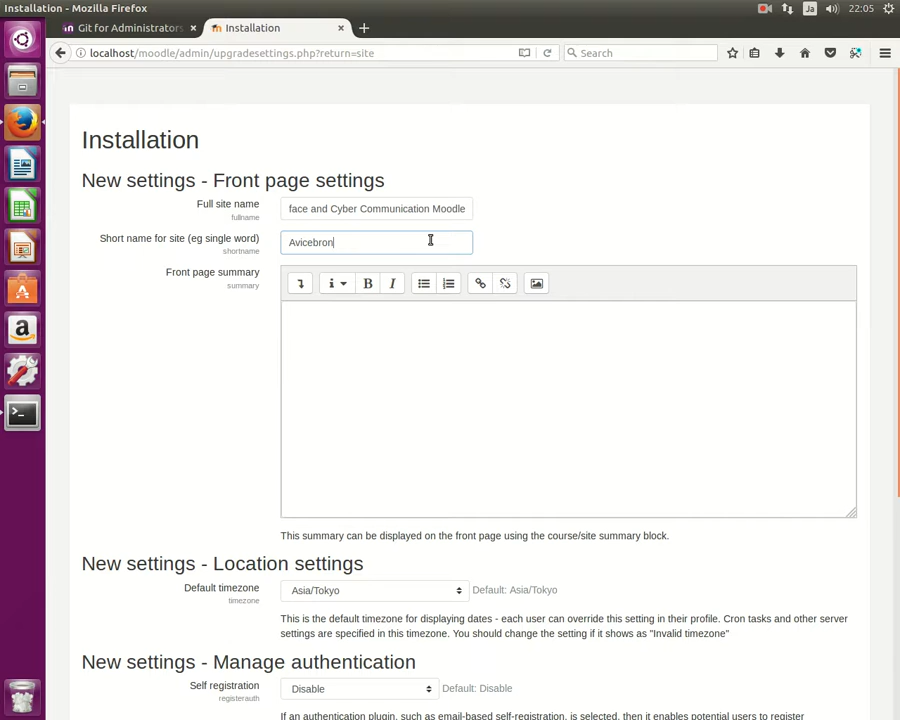 Installation - Mozilla Firefox
Ja
22:05
Git for Administrators
Installation
localhost/moodle/admin/upgradesettings.php?return=site
Search
Installation
New settings - Front page settings
Full site name
fullname
face and Cyber Communication Moodle
Short name for site (eg single word)
shortname
Avicebron
Front page summary
summary
B
I
This summary can be displayed on the front page using the course/site summary block.
New settings - Location settings
Default timezone
timezone
Asia/Tokyo
Default: Asia/Tokyo
This is the default timezone for displaying dates - each user can override this setting in their profile. Cron tasks and other server
settings are specified in this timezone. You should change the setting if it shows as "Invalid timezone"
New settings - Manage authentication
Self registration
registerauth
Disable
Default: Disable
If an authentication plugin, such as email-based self-registration, is selected, then it enables potential users to register